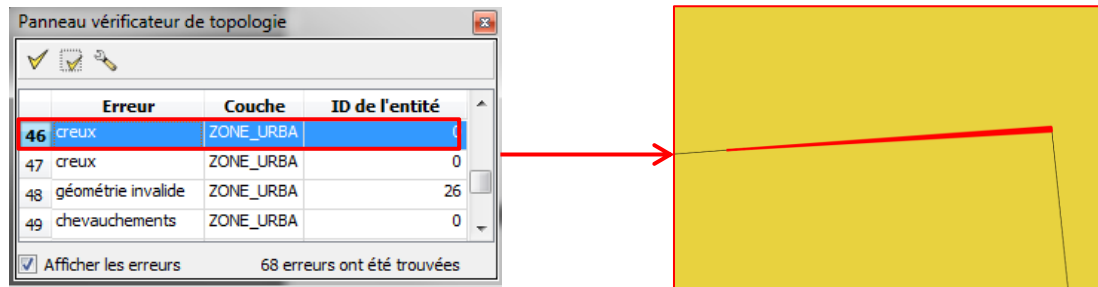 Panneau vérificateur de topologie
Erreur Couche ID de l'entité
46 creux ZONE_URBA 0
47 creux ZONE_URBA 0
48 géométrie invalide ZONE_URBA 26
49 chevauchements ZONE_URBA 0
Afficher les erreurs 68 erreurs ont été trouvées